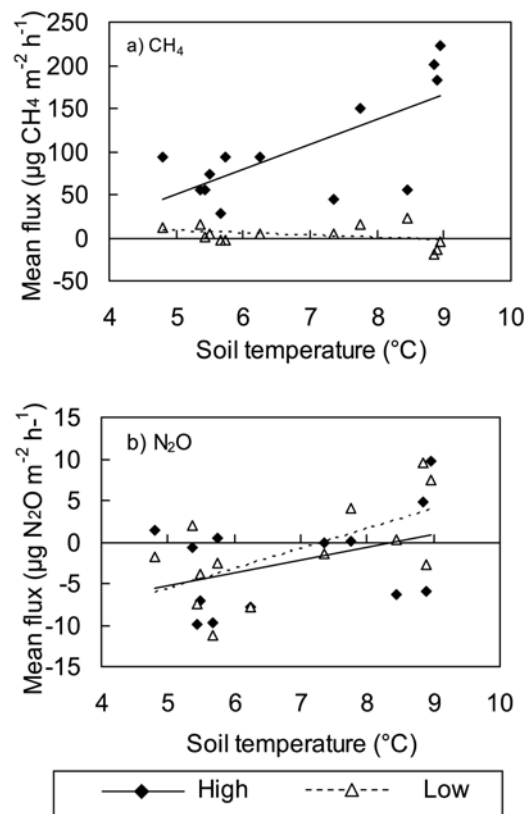 a) CH₄
Mean flux (µg CH₄ m⁻² h⁻¹)
250
200
150
100
50
0
-50
4 5 6 7 8 9 10
Soil temperature (°C)
b) N₂O
Mean flux (µg N₂O m⁻² h-¹)
15
10
5
0
-5
-10
-15
4 5 6 7 8 9 10
Soil temperature (°C)
High Low